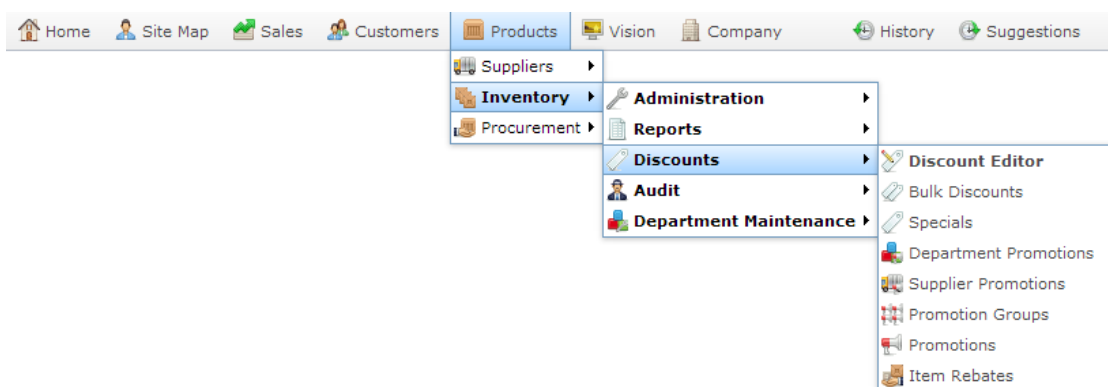 Home Site Map Sales Customers Products Vision Company History Suggestions
Suppliers
Inventory Administration
Procurement Reports
Discounts Discount Editor
Audit Bulk Discounts
Department Maintenance Specials
Department Promotions
Supplier Promotions
Promotion Groups
Promotions
Item Rebates